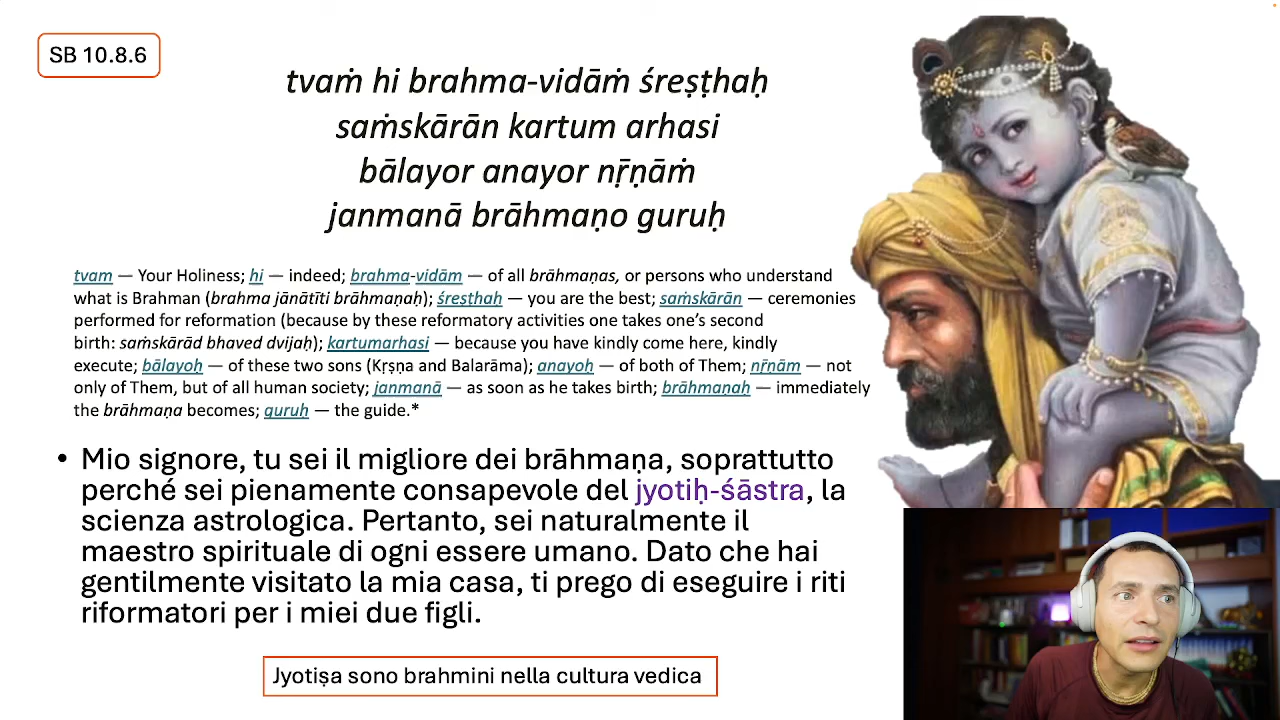 SB 10.8.6
tvaṁ hi brahma-vidāṁ śreṣṭhaḥ
saṁskārān kartum arhasi
bālayor anayor nṝṇāṁ
janmanā brāhmaṇo guruḥ
tvam — Your Holiness; hi — indeed; brahma-vidām — of all brāhmaṇas, or persons who understand
what is Brahman (brahma jānātīti brāhmaṇaḥ); śresthaḥ — you are the best; saṁskārān — ceremonies
performed for reformation (because by these reformatory activities one takes one’s second
birth: saṁskārād bhaved dvijaḥ); kartumarhasi — because you have kindly come here, kindly
execute; bālayoḥ — of these two sons (Kṛṣṇa and Balarāma); anayoḥ — of both of Them; nṝṇām — not
only of Them, but of all human society; janmanā — as soon as he takes birth; brāhmaṇaḥ — immediately
the brāhmaṇa becomes; guruḥ — the guide.*
• Mio signore, tu sei il migliore dei brāhmaṇa, soprattutto
perché sei pienamente consapevole del jyotiḥ-śāstra, la
scienza astrologica. Pertanto, sei naturalmente il
maestro spirituale di ogni essere umano. Dato che hai
gentilmente visitato la mia casa, ti prego di eseguire i riti
riformatori per i miei due figli.
Jyotiṣa sono brahmini nella cultura vedica